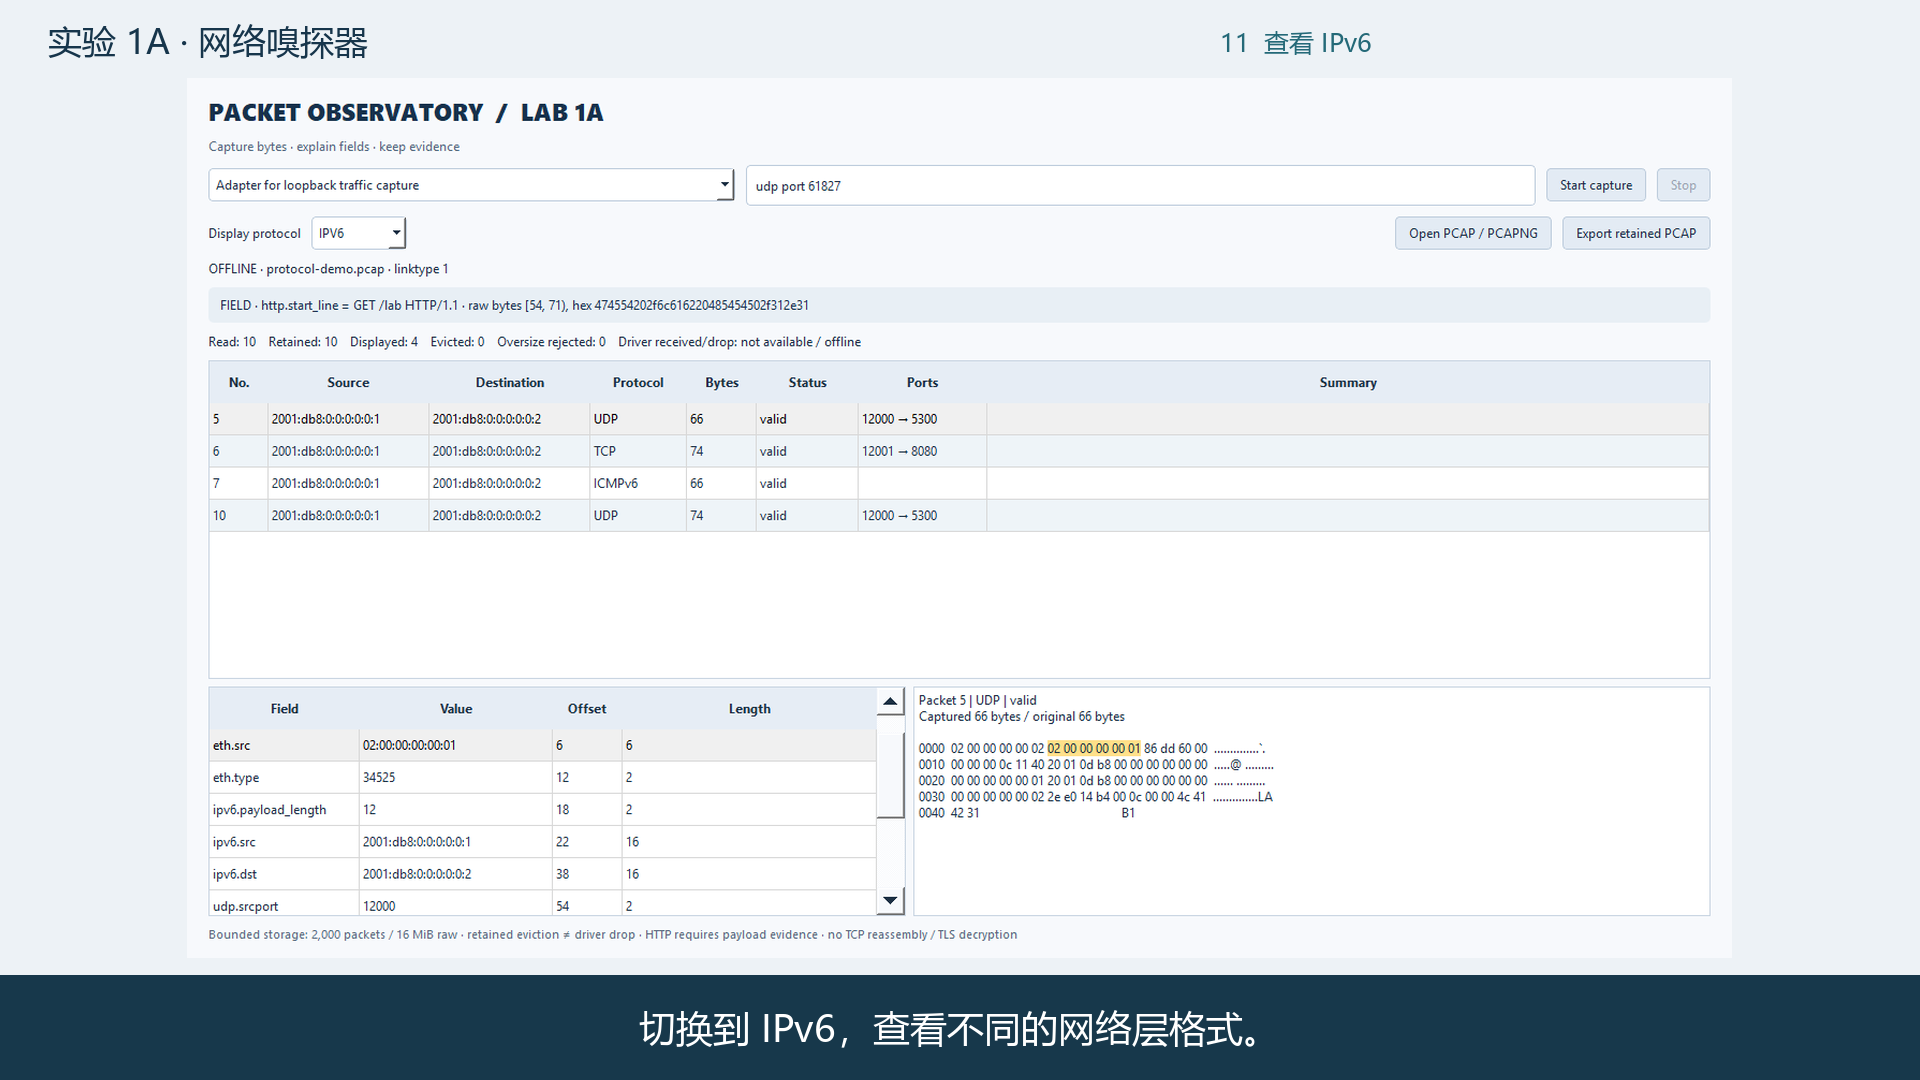 实验 1A · 网络嗅探器
11 查看 IPv6
PACKET OBSERVATORY / LAB 1A
Capture bytes · explain fields · keep evidence
Adapter for loopback traffic capture
udp port 61827
Start capture
Stop
Display protocol
IPV6
Open PCAP / PCAPNG
Export retained PCAP
OFFLINE · protocol-demo.pcap · linktype 1
FIELD · http.start_line = GET /lab HTTP/1.1 · raw bytes [54, 71), hex 474554202f6c616220485454502f312e31
Read: 10 Retained: 10 Displayed: 4 Evicted: 0 Oversize rejected: 0 Driver received/drop: not available / offline
No. Source Destination Protocol Bytes Status Ports Summary
5 2001:db8:0:0:0:0:0:1 2001:db8:0:0:0:0:0:2 UDP 66 valid 12000 → 5300
6 2001:db8:0:0:0:0:0:1 2001:db8:0:0:0:0:0:2 TCP 74 valid 12001 → 8080
7 2001:db8:0:0:0:0:0:1 2001:db8:0:0:0:0:0:2 ICMPv6 66 valid
10 2001:db8:0:0:0:0:0:1 2001:db8:0:0:0:0:0:2 UDP 74 valid 12000 → 5300
Field Value Offset Length
eth.src 02:00:00:00:00:01 6 6
eth.type 34525 12 2
ipv6.payload_length 12 18 2
ipv6.src 2001:db8:0:0:0:0:0:1 22 16
ipv6.dst 2001:db8:0:0:0:0:0:2 38 16
udp.srcport 12000 54 2
Packet 5 | UDP | valid
Captured 66 bytes / original 66 bytes
0000 02 00 00 00 00 02 02 00 00 00 00 01 86 dd 60 00 ..............`.
0010 00 00 00 0c 11 40 20 01 0d b8 00 00 00 00 00 00 .....@ .........
0020 00 00 00 00 00 01 20 01 0d b8 00 00 00 00 00 00 ...... .........
0030 00 00 00 00 00 02 2e e0 14 b4 00 0c 00 00 4c 41 ..............LA
0040 42 31 B1
Bounded storage: 2,000 packets / 16 MiB raw · retained eviction ≠ driver drop · HTTP requires payload evidence · no TCP reassembly / TLS decryption
切换到 IPv6，查看不同的网络层格式。